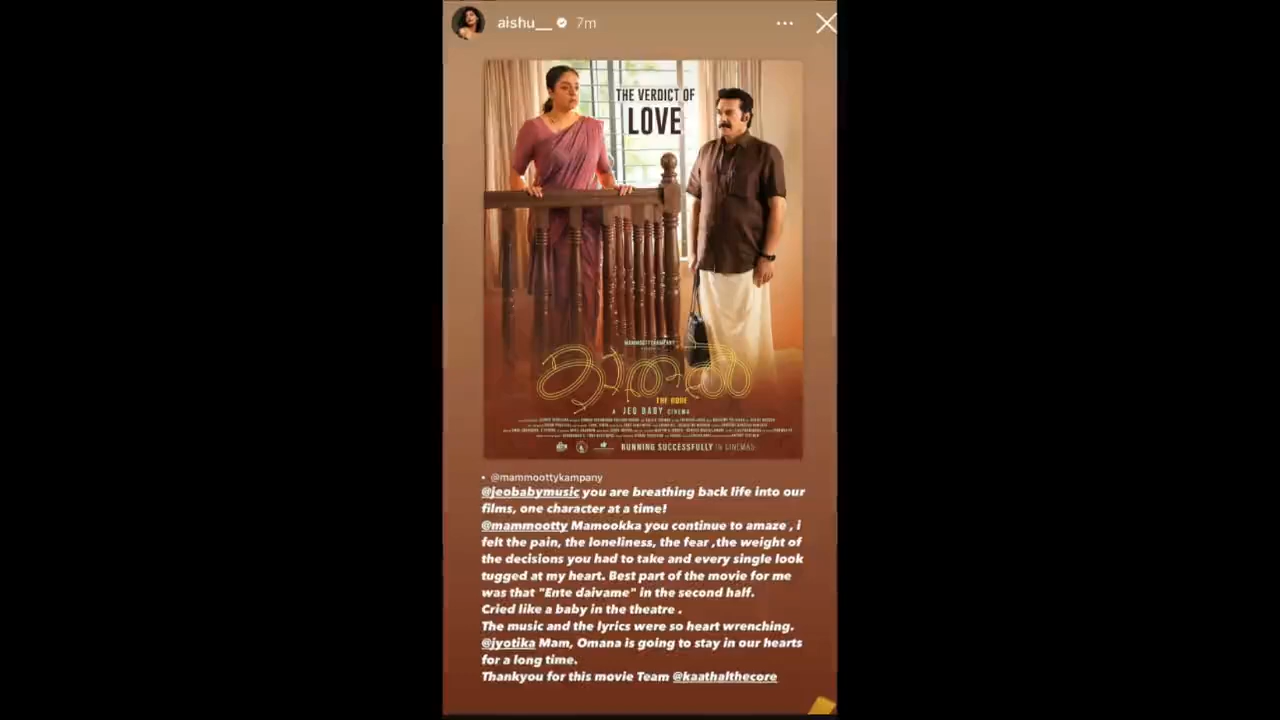 aishu__ 7m
THE VERDICT OF
LOVE
MAMMOOTTYKAMPANY
കാതൽ
THE CORE
A JEO BABY CINEMA
RUNNING SUCCESSFULLY IN CINEMAS
• @mammoottykampany
@jeobabymusic you are breathing back life into our
films, one character at a time!
@mammootty Mamookka you continue to amaze , i
felt the pain, the loneliness, the fear ,the weight of
the decisions you had to take and every single look
tugged at my heart. Best part of the movie for me
was that "Ente daivame" in the second half.
Cried like a baby in the theatre .
The music and the lyrics were so heart wrenching.
@jyotika Mam, Omana is going to stay in our hearts
for a long time.
Thankyou for this movie Team @kaathalthecore